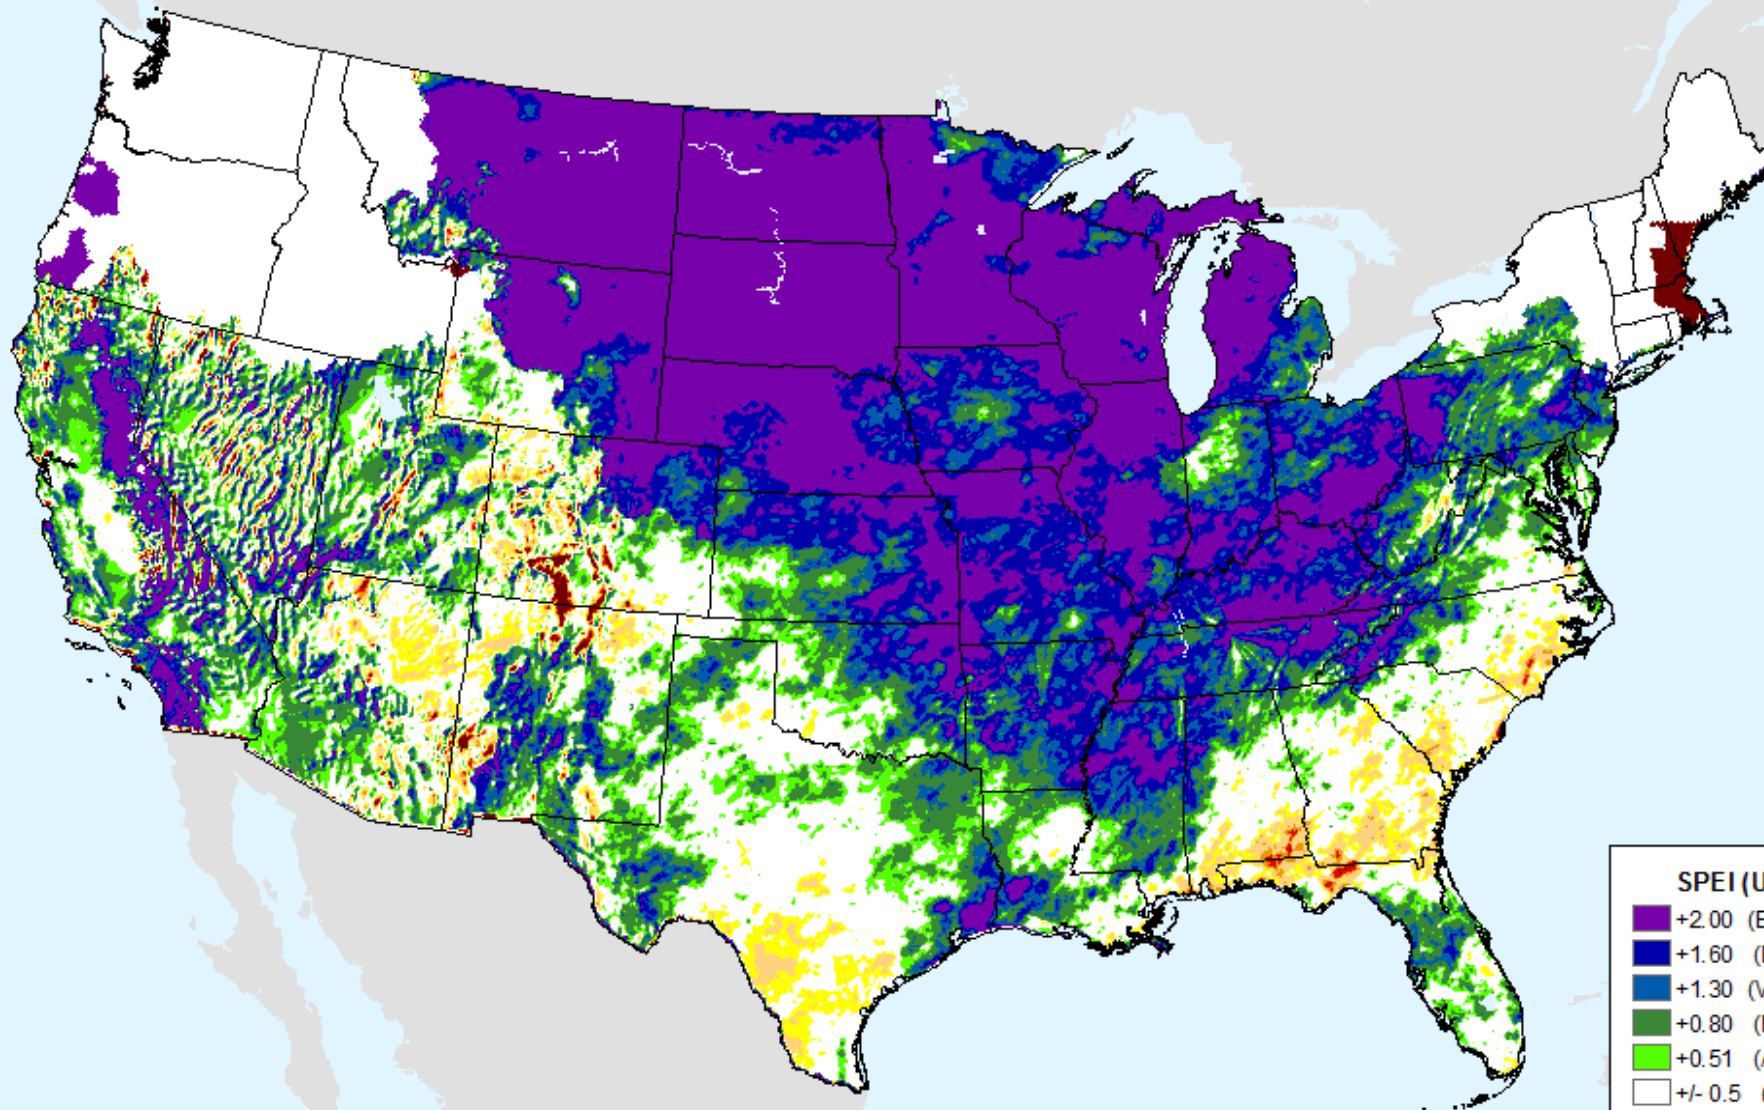 SPEI (U
+2.00 (E
+1.60 (
+1.30 (V
+0.80 (
+0.51 (
+/- 0.5 (